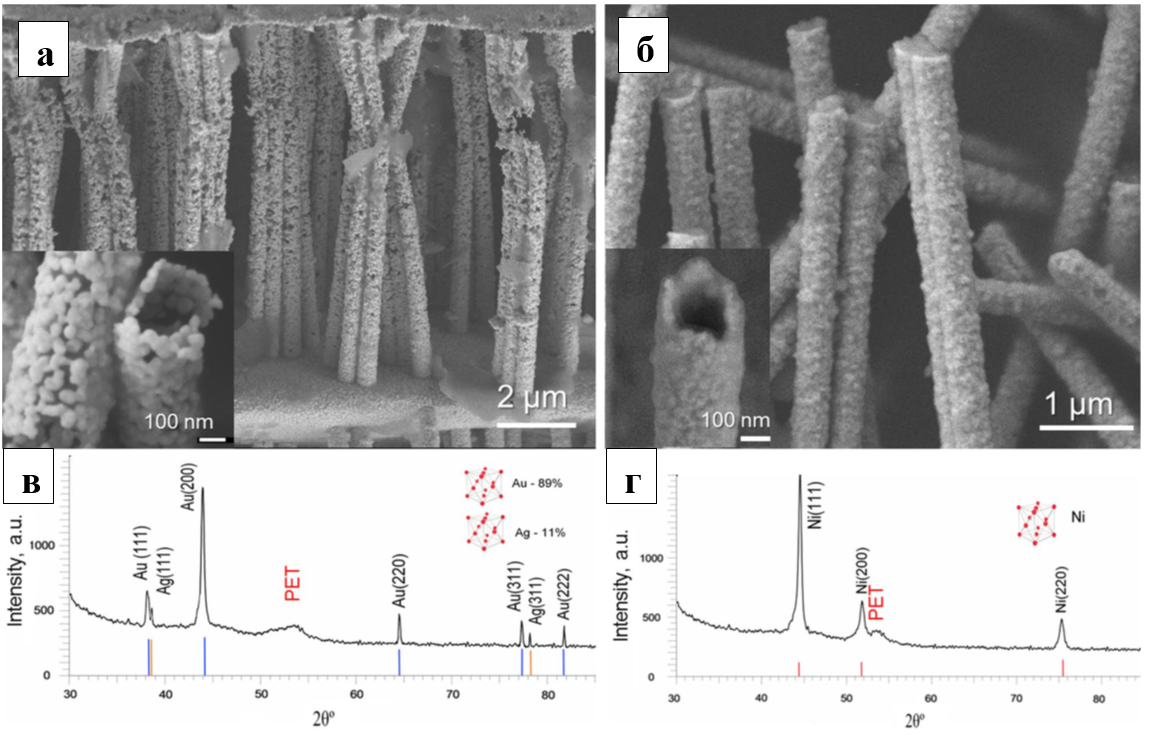 а
100 nm
2 μm
б
100 nm
1 μm
в
Intensity, a.u.
1000
500
0
Au (111)
Ag(111)
Au(200)
PET
Au(220)
Au(311)
Ag(311)
Au(222)
Au - 89%
Ag - 11%
30
40
50
60
70
80
2θº
г
Intensity, a.u.
1000
500
0
Ni(111)
Ni(200)
PET
Ni(220)
Ni
30
40
50
60
70
80
2θº